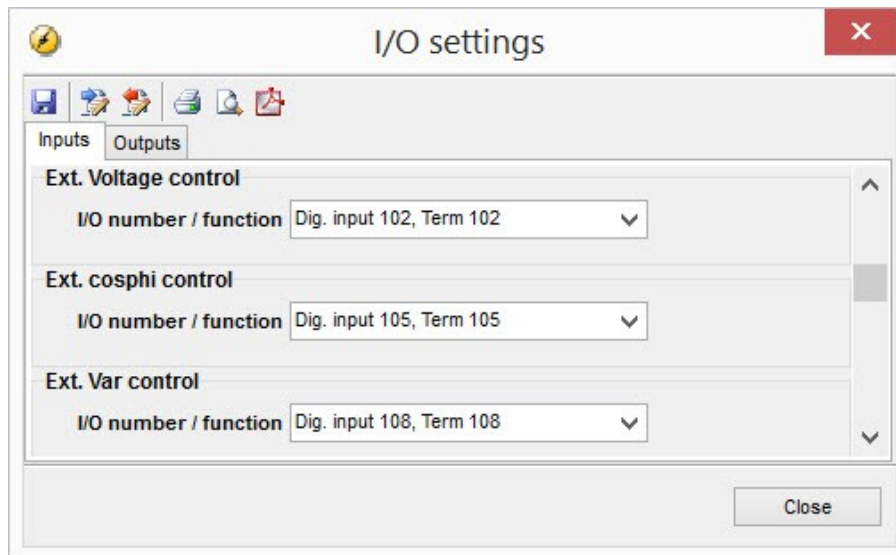 I/O settings
Inputs
Outputs
Ext. Voltage control
I/O number / function Dig. input 102, Term 102
Ext. cosphi control
I/O number / function Dig. input 105, Term 105
Ext. Var control
I/O number / function Dig. input 108, Term 108
Close